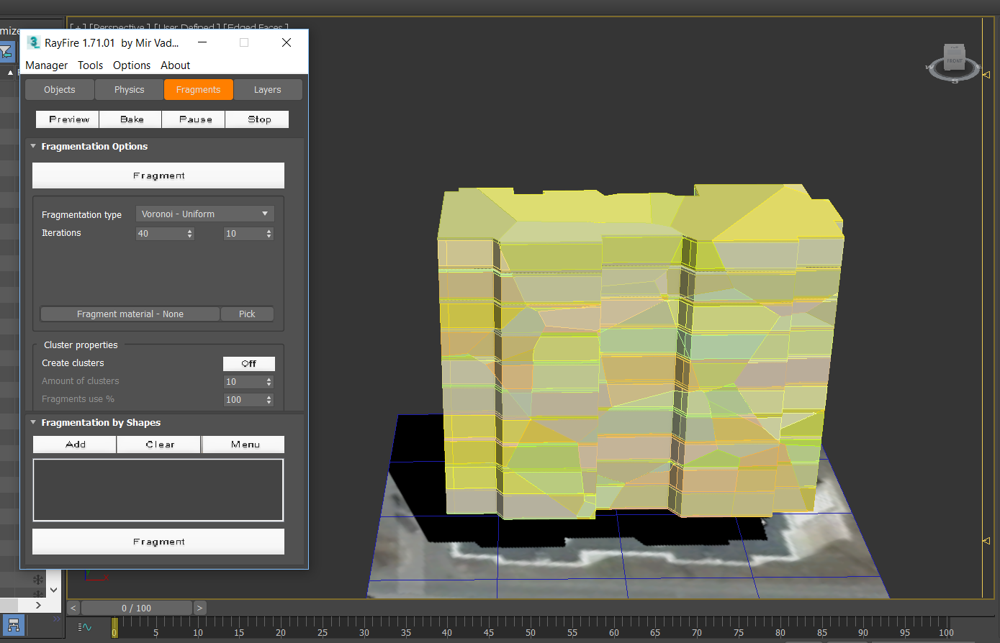 [ + ] [Perspective ] [User Defined ] [Edged Faces ]
mize
RayFire 1.71.01 by Mir Vad...
Manager Tools Options About
Objects Physics Fragments Layers
Preview Bake Pause Stop
Fragmentation Options
Fragment
Fragmentation type Voronoi - Uniform
Iterations 40 10
Fragment material - None Pick
Cluster properties
Create clusters Off
Amount of clusters 10
Fragments use % 100
Fragmentation by Shapes
Add Clear Menu
Fragment
FRONT
W E
S
< 0 / 100 >
0 5 10 15 20 25 30 35 40 45 50 55 60 65 70 75 80 85 90 95 100